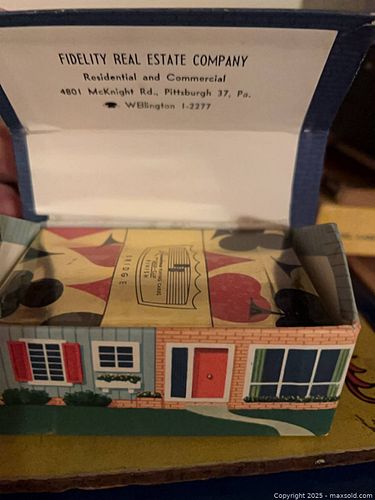 FIDELITY REAL ESTATE COMPANY
Residential and Commercial
4801 McKnight Rd., Pittsburgh 37, Pa.
☎ WEllington 1-2277
BRIDGE
Copyright 2025 - maxsold.com